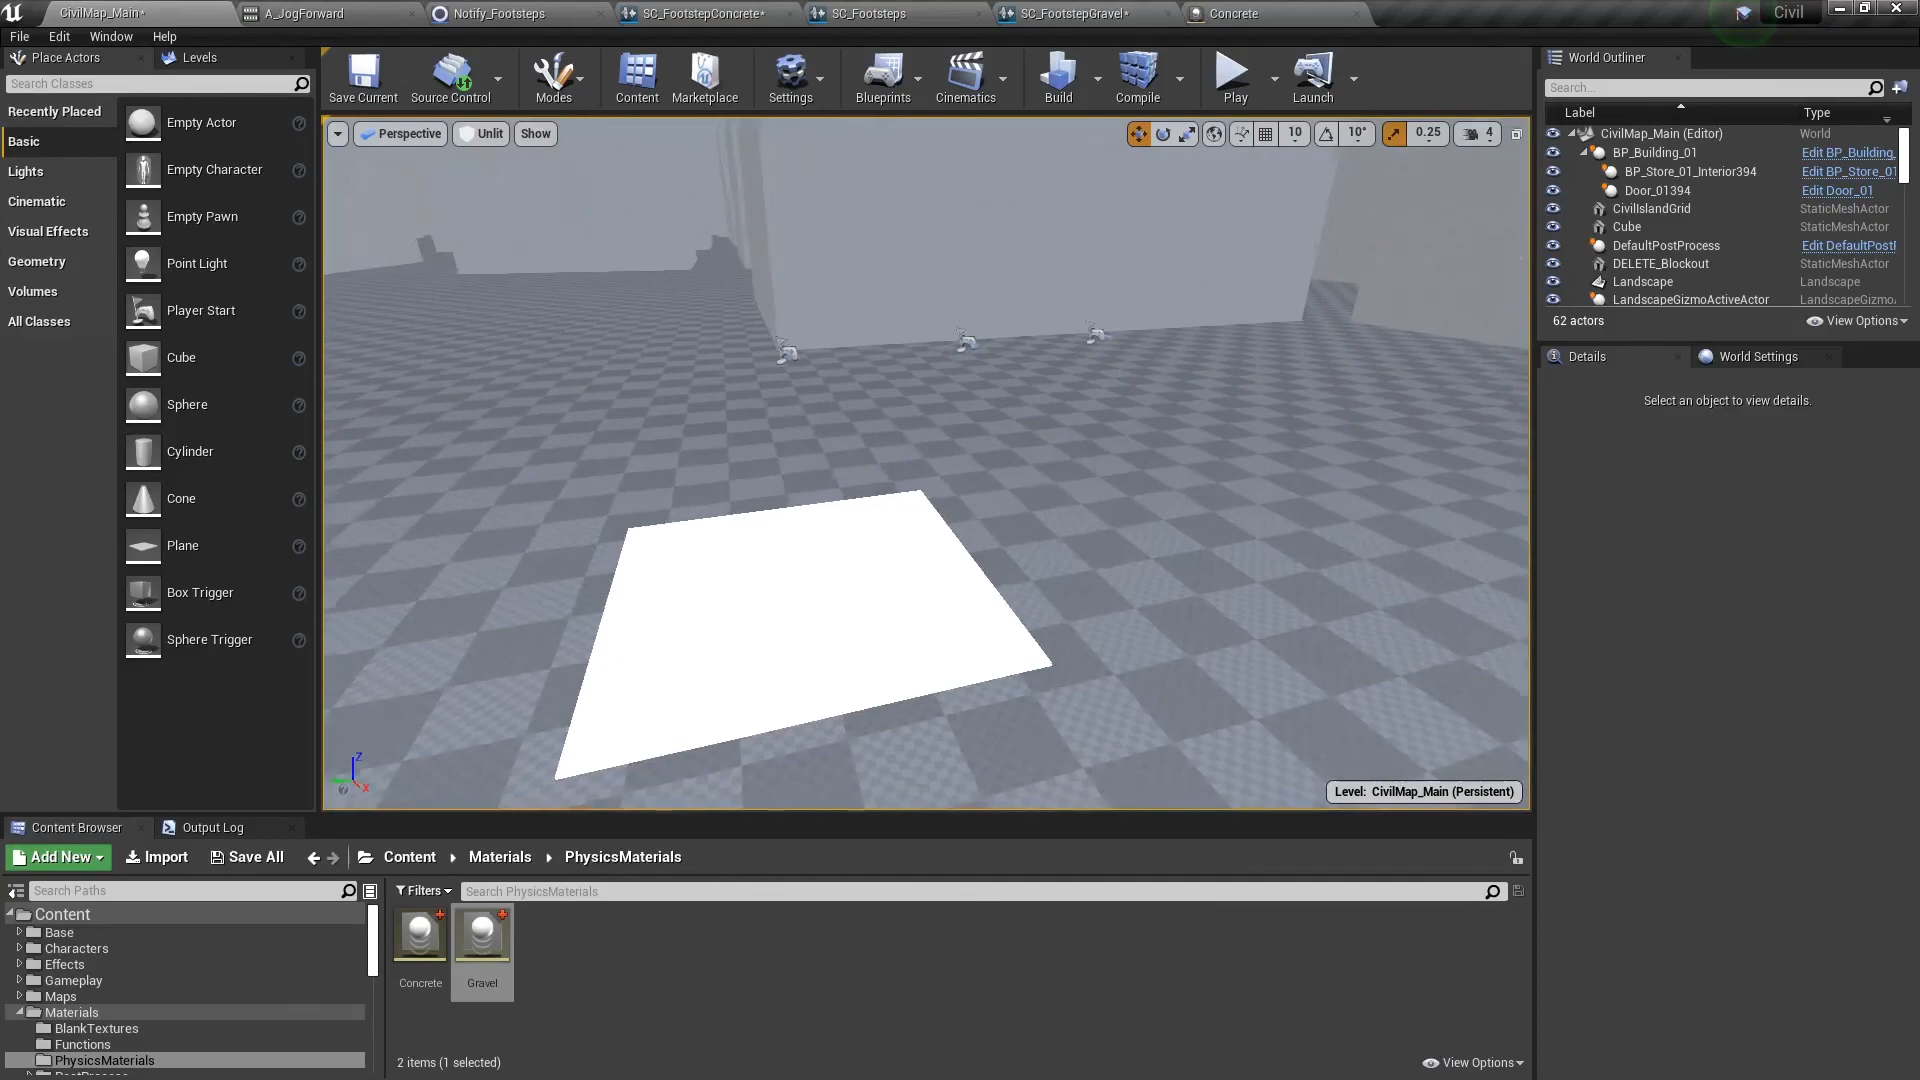 CivilMap_Main*
A_JogForward
Notify_Footsteps
SC_FootstepConcrete*
SC_Footsteps
SC_FootstepGravel*
Concrete
Civil
File
Edit
Window
Help
Place Actors
Levels
Search Classes
Recently Placed
Basic
Lights
Cinematic
Visual Effects
Geometry
Volumes
All Classes
Empty Actor
Empty Character
Empty Pawn
Point Light
Player Start
Cube
Sphere
Cylinder
Cone
Plane
Box Trigger
Sphere Trigger
Save Current
Source Control
Modes
Content
Marketplace
Settings
Blueprints
Cinematics
Build
Compile
Play
Launch
Perspective
Unlit
Show
10
10°
0.25
4
Z
X
Level: CivilMap_Main (Persistent)
World Outliner
Search...
Label
Type
CivilMap_Main (Editor)
World
BP_Building_01
Edit BP_Building_
BP_Store_01_Interior394
Edit BP_Store_01
Door_01394
Edit Door_01
CivilIslandGrid
StaticMeshActor
Cube
StaticMeshActor
DefaultPostProcess
Edit DefaultPostF
DELETE_Blockout
StaticMeshActor
Landscape
Landscape
LandscapeGizmoActiveActor
LandscapeGizmo
62 actors
View Options
Details
World Settings
Select an object to view details.
Content Browser
Output Log
Add New
Import
Save All
Content
Materials
PhysicsMaterials
Search Paths
Filters
Search PhysicsMaterials
Content
Base
Characters
Effects
Gameplay
Maps
Materials
BlankTextures
Functions
PhysicsMaterials
Concrete
Gravel
2 items (1 selected)
View Options